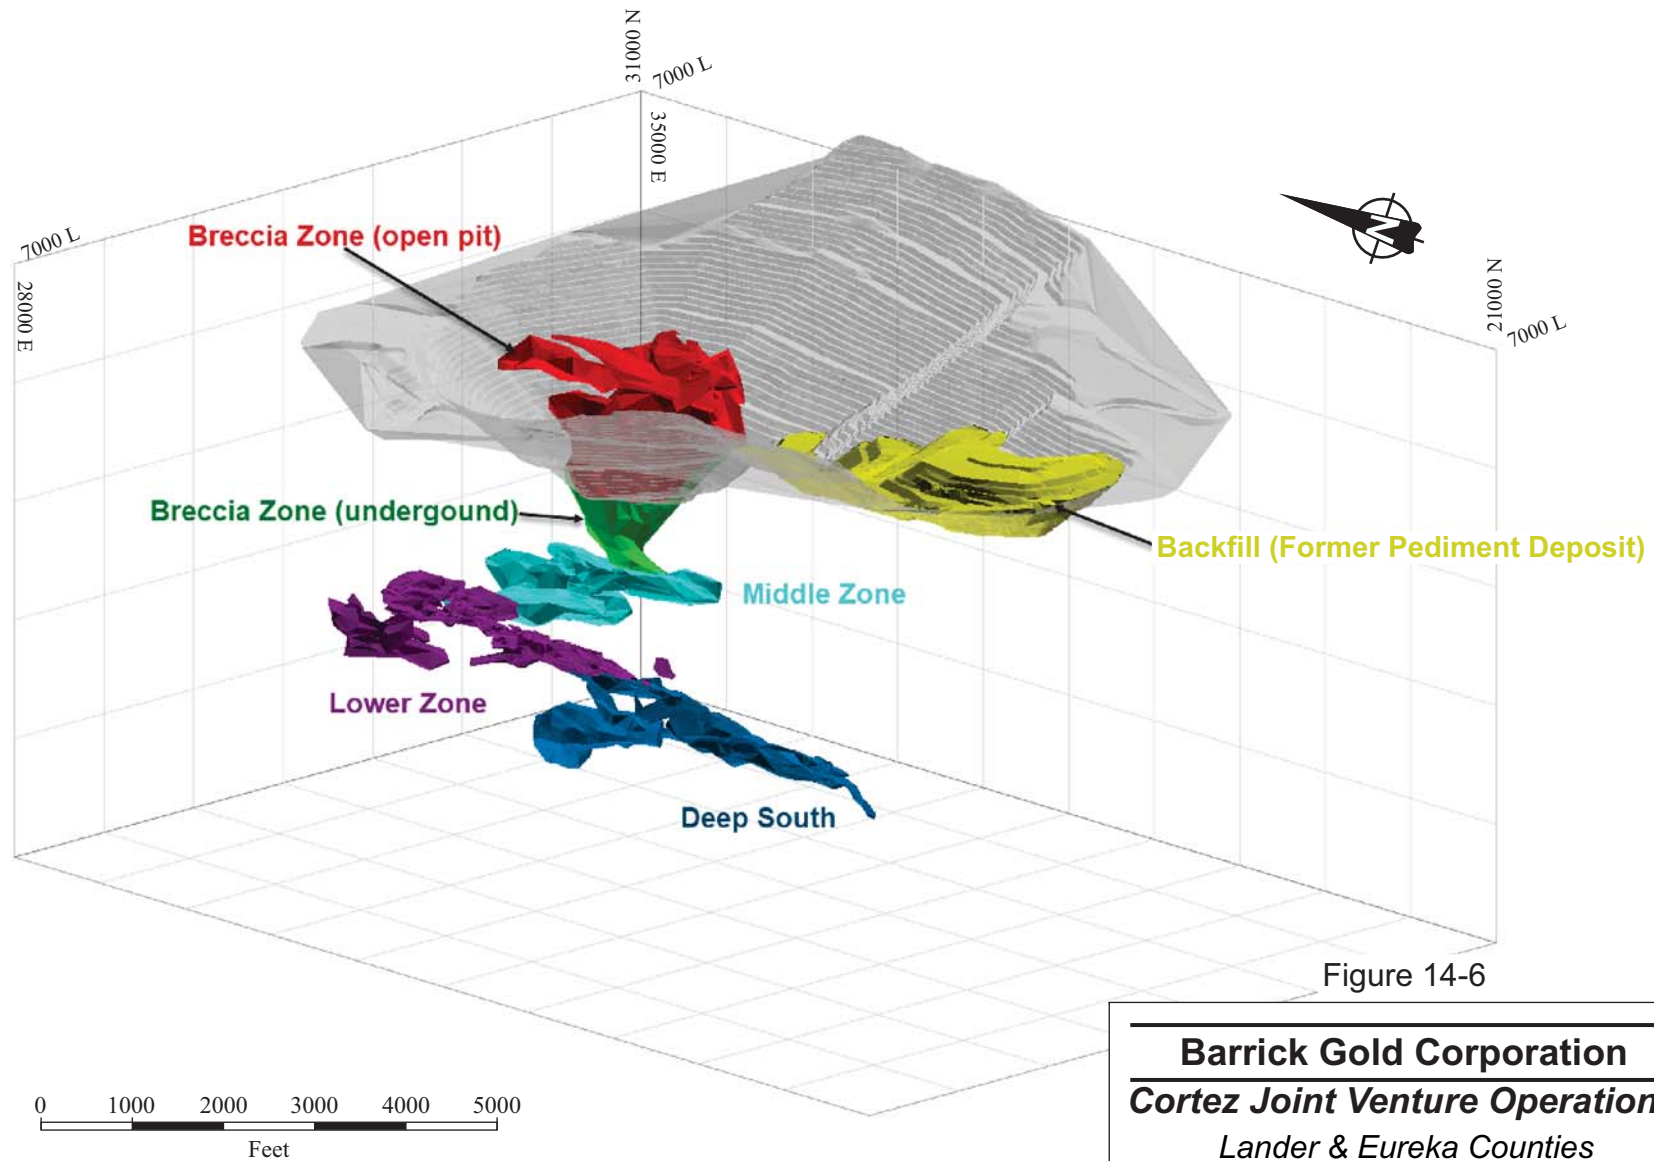 31000 N
7000 L
35000 E
7000 L
28000 E
Breccia Zone (open pit)
N
21000 N
7000 L
Breccia Zone (undergound)
Backfill (Former Pediment Deposit)
Middle Zone
Lower Zone
Deep South
Figure 14-6
Barrick Gold Corporation
Cortez Joint Venture Operation
Lander & Eureka Counties
0 1000 2000 3000 4000 5000
Feet